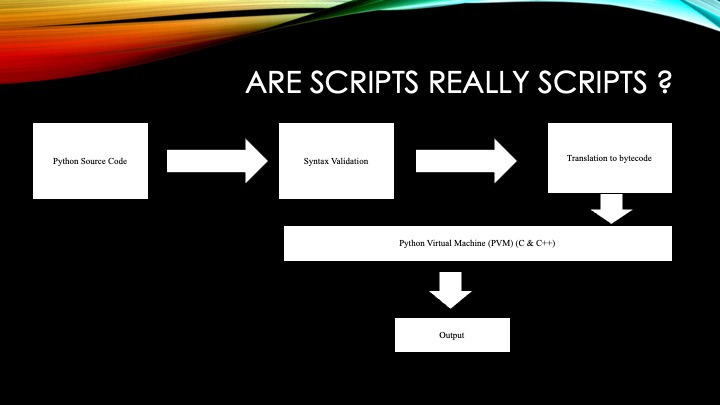 ARE SCRIPTS REALLY SCRIPTS ?
Python Source Code
Syntax Validation
Translation to bytecode
Python Virtual Machine (PVM) (C & C++)
Output